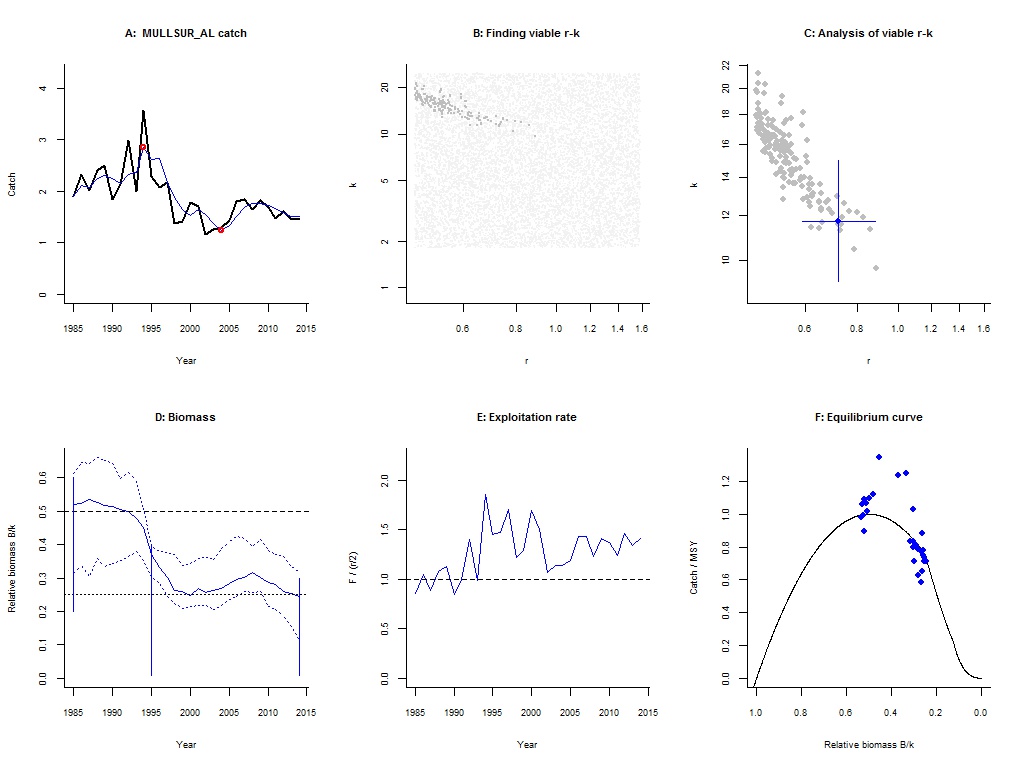 A: MULLSUR_AL catch
B: Finding viable r-k
C: Analysis of viable r-k
Catch
4
3
2
1
0
1985 1990 1995 2000 2005 2010 2015
Year
k
20
10
5
2
1
0.6 0.8 1.0 1.2 1.4 1.6
r
k
22
20
18
16
14
12
10
0.6 0.8 1.0 1.2 1.4 1.6
r
D: Biomass
E: Exploitation rate
F: Equilibrium curve
Relative biomass B/k
0.6
0.5
0.4
0.3
0.2
0.1
0.0
1985 1990 1995 2000 2005 2010 2015
Year
F / (r/2)
2.0
1.5
1.0
0.5
0.0
1985 1990 1995 2000 2005 2010 2015
Year
Catch / MSY
1.2
1.0
0.8
0.6
0.4
0.2
0.0
1.0 0.8 0.6 0.4 0.2 0.0
Relative biomass B/k